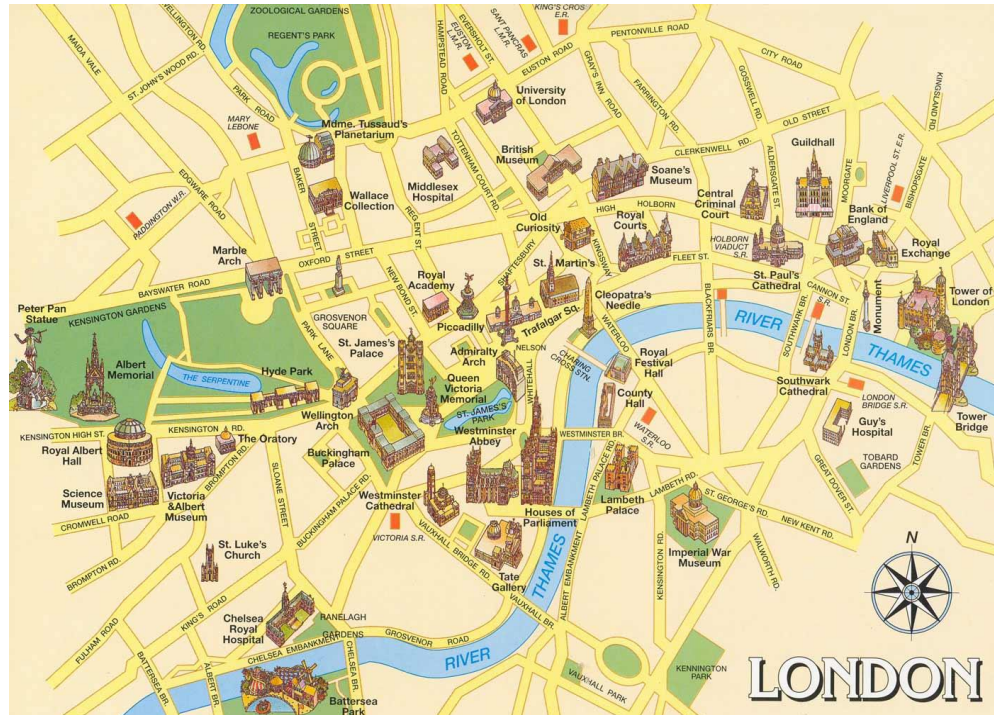 ZOOLOGICAL GARDENS
REGENT'S PARK
WELLINGTON RD.
MAIDA VALE
ST. JOHN'S WOOD RD.
PARK ROAD
HAMPSTEAD ROAD
EVERSHOLT ST.
EUSTON
L.M.R.
SANT PANCRAS
L.M.R.
KING'S CROS
E.R.
EUSTON ROAD
PENTONVILLE ROAD
CITY ROAD
GRAY'S INN ROAD
FARRINGTON RD.
GOSSWELL RD.
OLD STREET
KINGSLAND RD.
MARY
LEBONE
Mdme. Tussaud's
Planetarium
University
of London
CLERKENWELL RD.
Guildhall
ALDERSGATE ST.
MOORGATE
LIVERPOOL ST. E.R.
BISHOPSGATE
EDGWARE ROAD
PADDINGTON W.R.
BAKER
STREET
Wallace
Collection
Middlesex
Hospital
TOTTENHAM COURT RD.
British
Museum
Soane's
Museum
Central
Criminal
Court
Bank of
England
Royal
Exchange
REGENT ST.
HIGH
HOLBORN
Old
Curiosity
Royal
Courts
KINGSWAY
HOLBORN
VIADUCT
S.R.
FLEET ST.
St. Paul's
Cathedral
Marble
Arch
OXFORD STREET
NEW BOND ST.
SHAFTESBURY
BAYSWATER ROAD
KENSINGTON GARDENS
Peter Pan
Statue
GROSVENOR
SQUARE
PARK LANE
Royal
Academy
Piccadilly
St. Martin's
Trafalgar Sq.
Cleopatra's
Needle
WATERLOO
BLACKFRIARS BR.
RIVER
SOUTHWARK BR.
CANNON ST.
S.R.
LONDON BR.
Monument
Tower of
London
THAMES
Albert
Memorial
THE SERPENTINE
Hyde Park
St. James's
Palace
Admiralty
Arch
NELSON
WHITEHALL
CHARING
CROSS STN.
Royal
Festival
Hall
Southwark
Cathedral
LONDON
BRIDGE S.R.
Tower
Bridge
Wellington
Arch
Queen
Victoria
Memorial
ST. JAMES'S
PARK
County
Hall
WATERLOO
S.R.
Guy's
Hospital
TOBARD
GARDENS
TOWER BR.
KENSINGTON HIGH ST.
KENSINGTON
RD.
Royal Albert
Hall
The Oratory
BROMPTON RD.
Buckingham
Palace
Westminster
Abbey
WESTMINSTER BR.
LAMBETH PALACE RD.
LAMBETH RD.
ST. GEORGE'S RD.
GREAT DOVER ST.
NEW KENT RD.
Science
Museum
Victoria
&Albert
Museum
SLOANE STREET
BUCKINGHAM PALACE RD.
Westminster
Cathedral
Houses of
Parliament
Lambeth
Palace
CROMWELL ROAD
VICTORIA S.R.
VAUXHALL BRIDGE RD.
Imperial War
Museum
WALWORTH RD.
N
BROMPTON RD.
St. Luke's
Church
Tate
Gallery
THAMES
ALBERT EMBANKMENT
KENSINGTON RD.
VAUXHALL BR.
KING'S ROAD
FULHAM ROAD
Chelsea
Royal
Hospital
RANELAGH
GARDENS
GROSVENOR ROAD
CHELSEA EMBANKMENT
RIVER
BATTERSEA BR.
ALBERT BR.
CHELSEA BR.
Battersea
Park
VAUXHALL PARK
KENNINGTON
PARK
LONDON